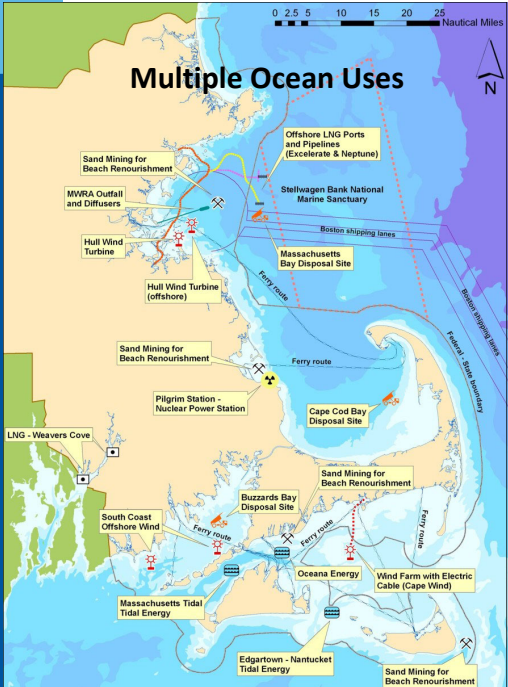 0 2.5 5 10 15 20 25
Nautical Miles
Multiple Ocean Uses
N
Offshore LNG Ports
and Pipelines
(Excelerate & Neptune)
Sand Mining for
Beach Renourishment
Stellwagen Bank National
Marine Sanctuary
MWRA Outfall
and Diffusers
Boston shipping lanes
Hull Wind
Turbine
Massachusetts
Bay Disposal Site
Boston shipping lanes
Hull Wind Turbine
(offshore)
Ferry route
Federal - State boundary
Sand Mining for
Beach Renourishment
Ferry route
Pilgrim Station -
Nuclear Power Station
Cape Cod Bay
Disposal Site
LNG - Weavers Cove
Sand Mining for
Beach Renourishment
Buzzards Bay
Disposal Site
South Coast
Offshore Wind
Ferry route
Ferry route
Ferry route
Oceana Energy
Wind Farm with Electric
Cable (Cape Wind)
Massachusetts Tidal
Tidal Energy
Edgartown - Nantucket
Tidal Energy
Sand Mining for
Beach Renourishment